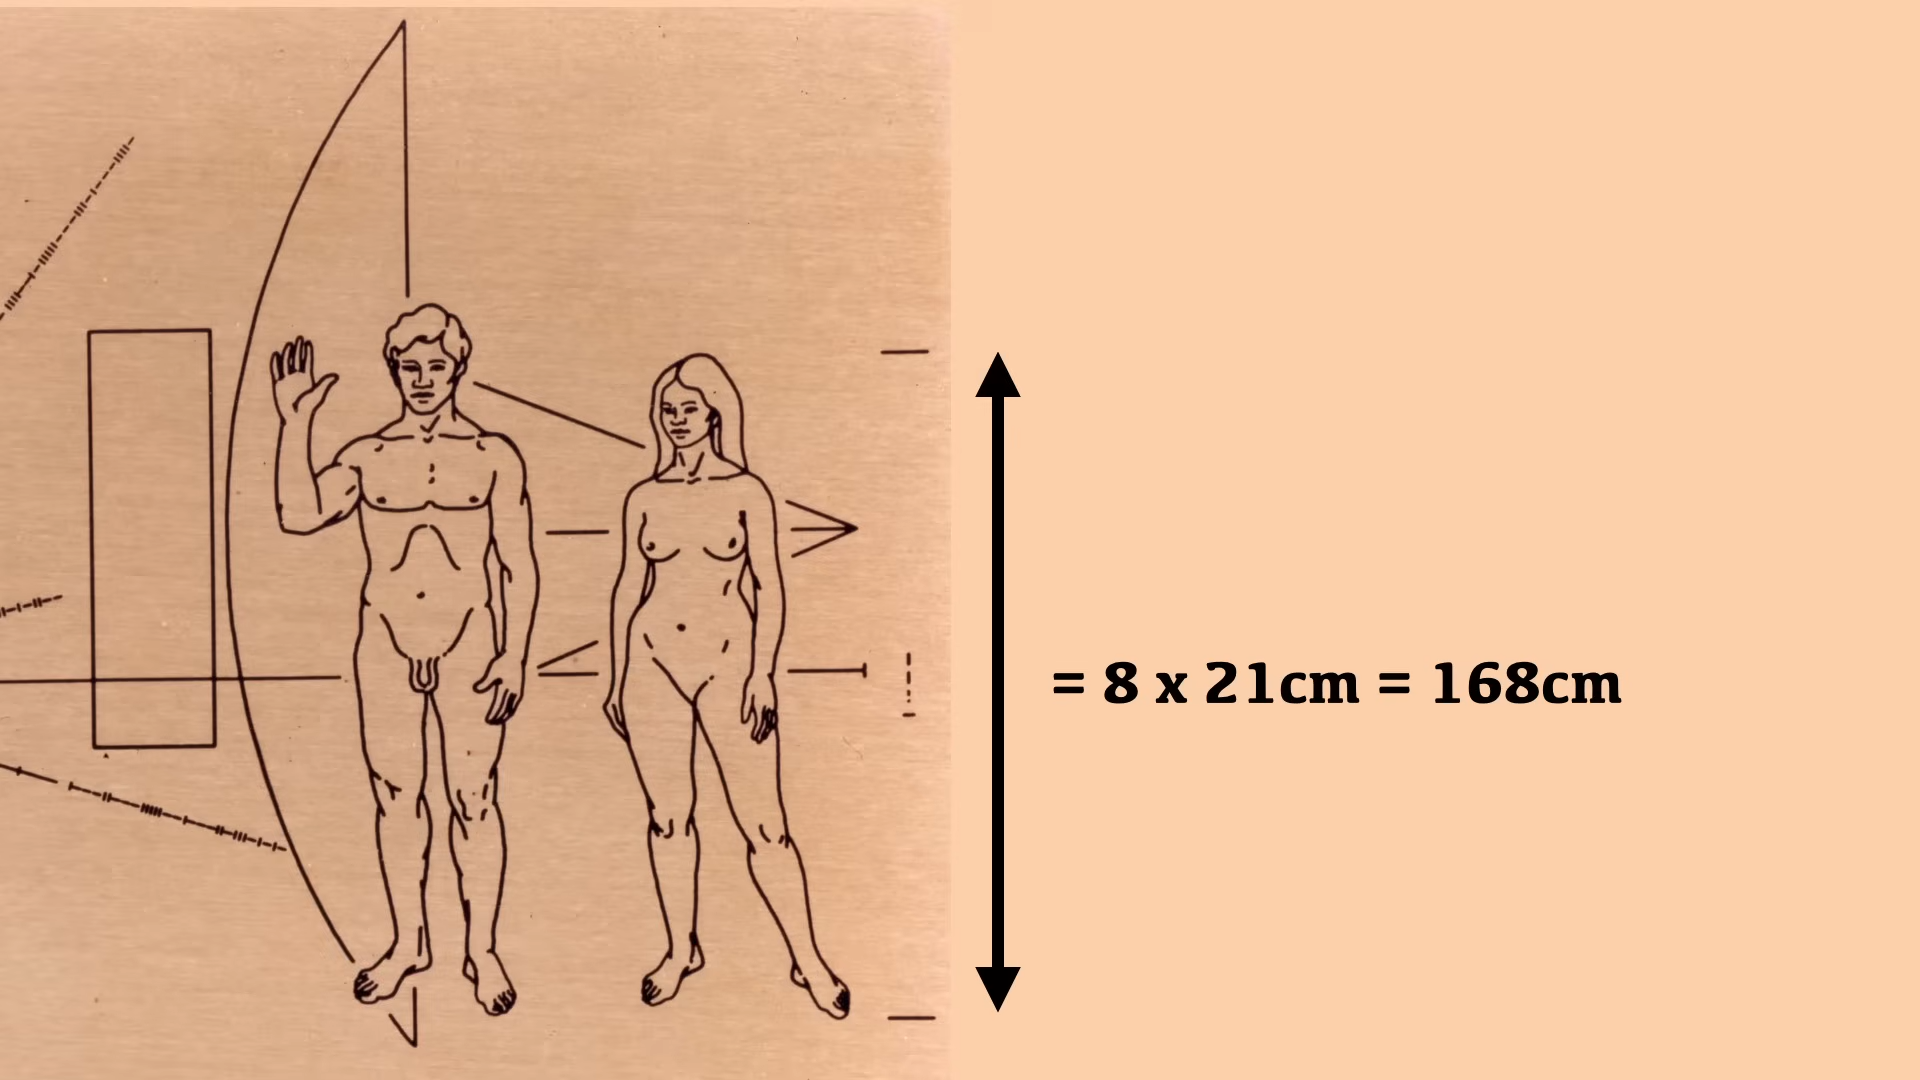 = 8 x 21cm = 168cm